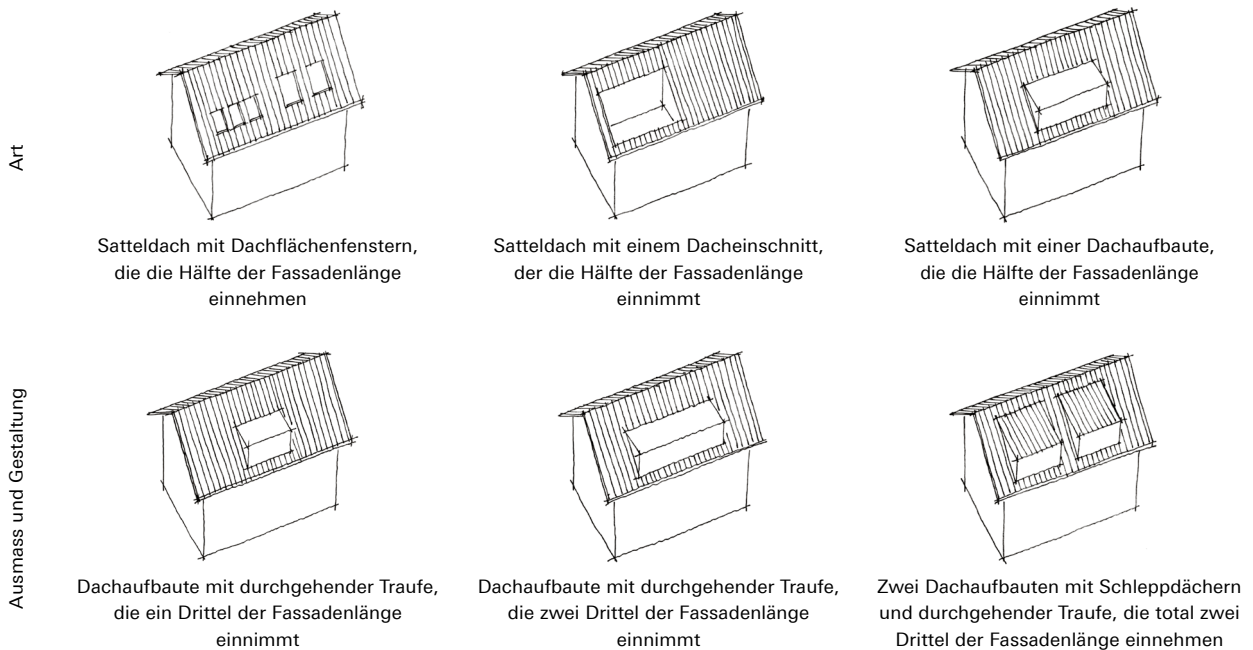 Art
Satteldach mit Dachflächenfenstern,
die die Hälfte der Fassadenlänge
einnehmen
Satteldach mit einem Dacheinschnitt,
der die Hälfte der Fassadenlänge
einnimmt
Satteldach mit einer Dachaufbaute,
die die Hälfte der Fassadenlänge
einnimmt
Ausmass und Gestaltung
Dachaufbaute mit durchgehender Traufe,
die ein Drittel der Fassadenlänge
einnimmt
Dachaufbaute mit durchgehender Traufe,
die zwei Drittel der Fassadenlänge
einnimmt
Zwei Dachaufbauten mit Schleppdächern
und durchgehender Traufe, die total zwei
Drittel der Fassadenlänge einnehmen